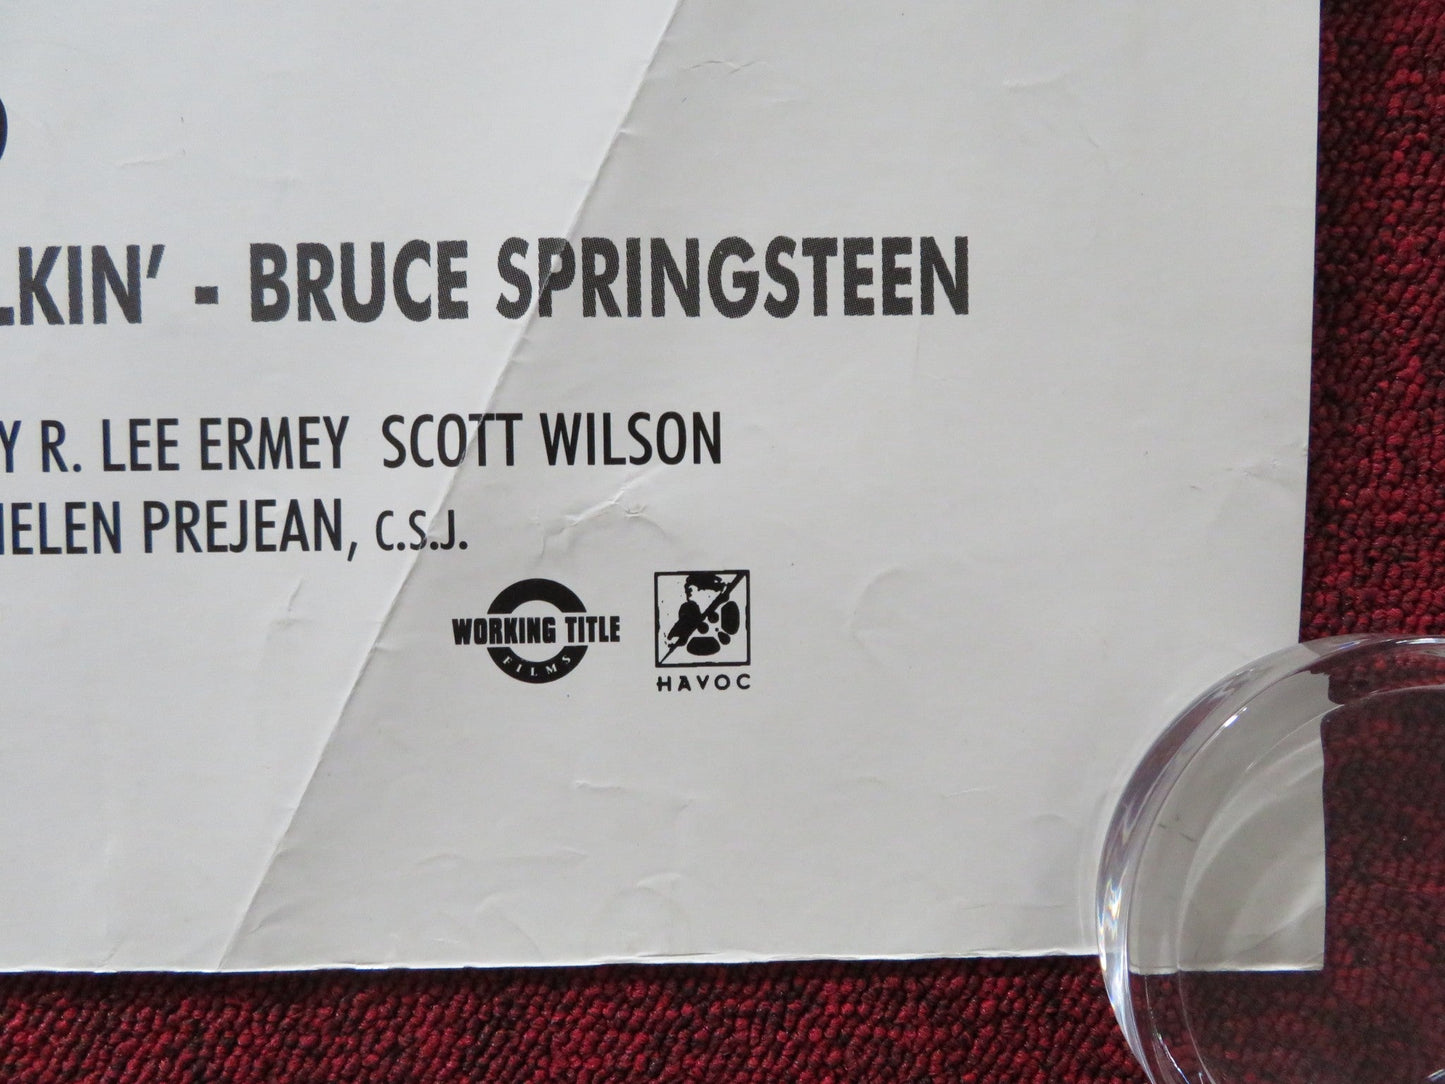 LKIN' - BRUCE SPRINGSTEEN
Y R. LEE ERMEY SCOTT WILSON
HELEN PREJEAN, C.S.J.
WORKING TITLE
FILMS
HAVOC